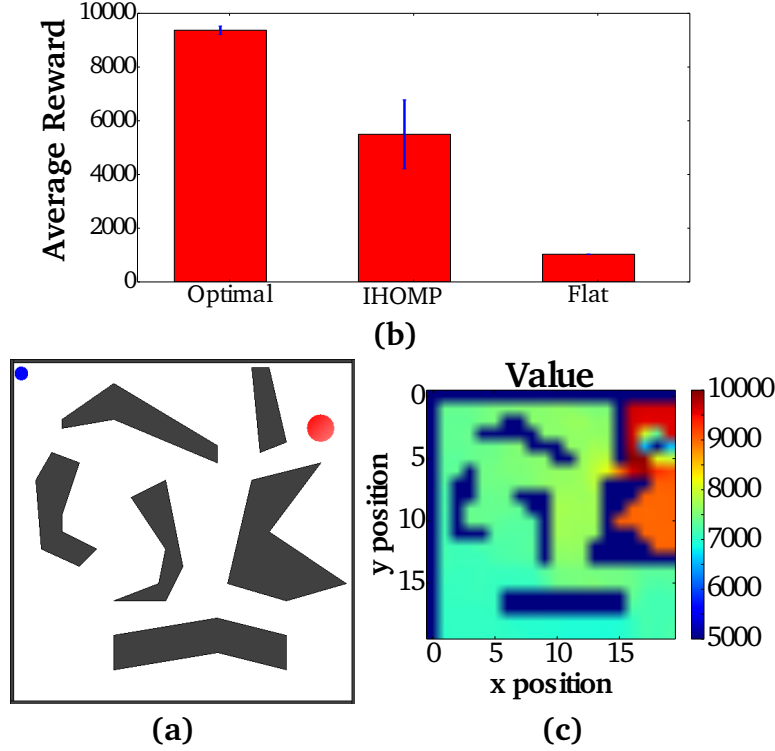 10000
8000
6000
4000
2000
0
Average Reward
Optimal IHOMP Flat
(b)
Value
0
5
10
15
y position
0 5 10 15
x position
10000
9000
8000
7000
6000
5000
(a) (c)